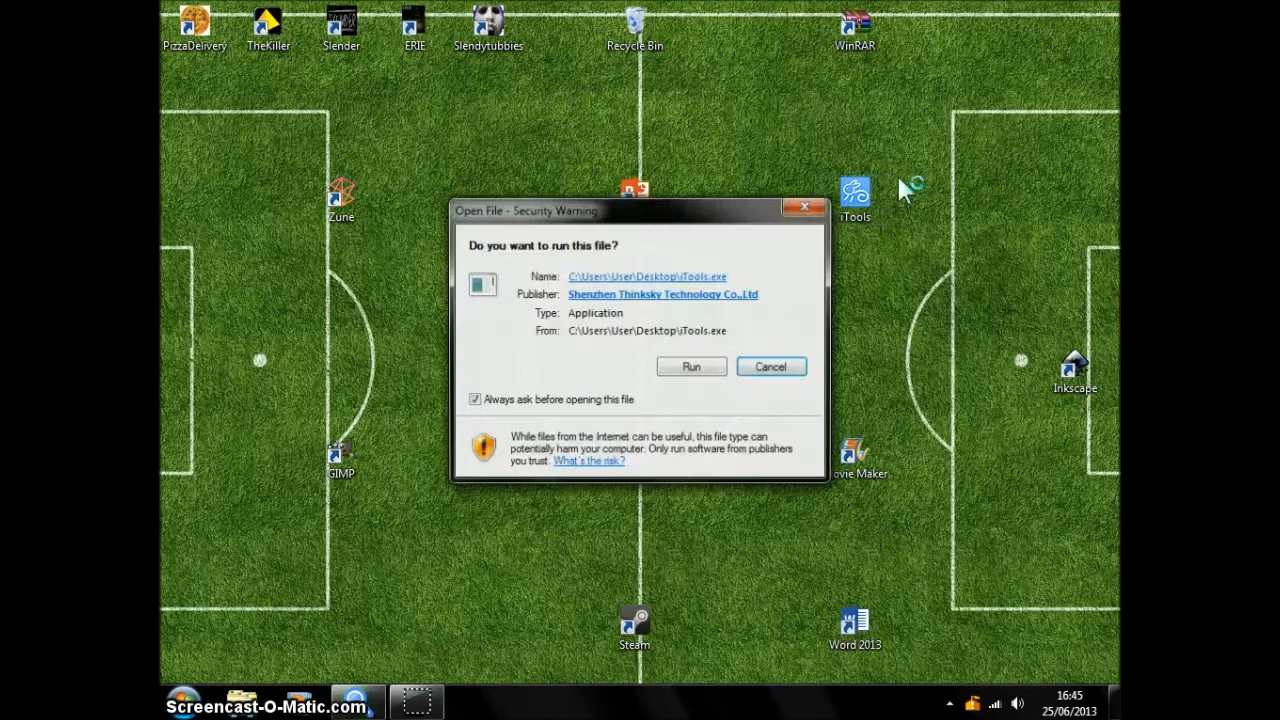 PizzaDelivery
TheKiller
Slender
ERIE
Slendytubbies
Recycle Bin
WinRAR
Zune
iTools
Open File - Security Warning
Do you want to run this file?
Name: C:\Users\User\Desktop\iTools.exe
Publisher: Shenzhen Thinksky Technology Co.,Ltd
Type: Application
From: C:\Users\User\Desktop\iTools.exe
Run
Cancel
Always ask before opening this file
While files from the Internet can be useful, this file type can
potentially harm your computer. Only run software from publishers
you trust. What's the risk?
Inkscape
GIMP
ovie Maker
Steam
Word 2013
Screencast-O-Matic.com
16:45
25/06/2013